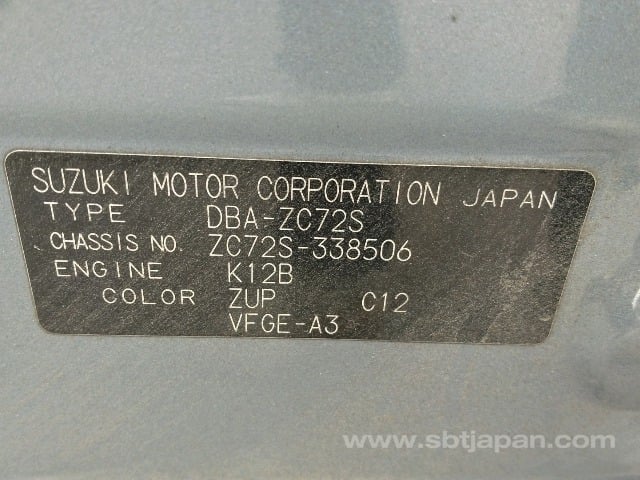 SUZUKI MOTOR CORPORATION JAPAN
TYPE DBA-ZC72S
CHASSIS NO. ZC72S-338506
ENGINE K12B
COLOR ZUP C12
VFGE-A3
www.sbtjapan.com